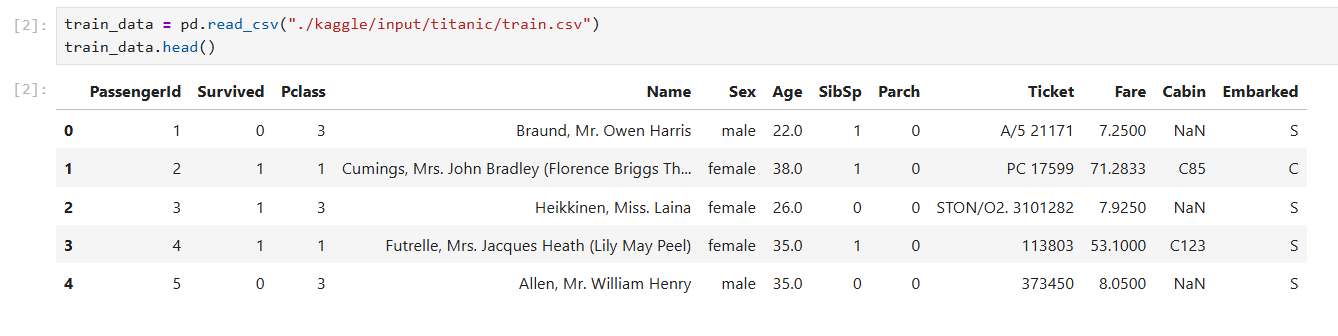 [2]: train_data = pd.read_csv("./kaggle/input/titanic/train.csv")
train_data.head()
[2]: PassengerId Survived Pclass Name Sex Age SibSp Parch Ticket Fare Cabin Embarked
0 1 0 3 Braund, Mr. Owen Harris male 22.0 1 0 A/5 21171 7.2500 NaN S
1 2 1 1 Cumings, Mrs. John Bradley (Florence Briggs Th... female 38.0 1 0 PC 17599 71.2833 C85 C
2 3 1 3 Heikkinen, Miss. Laina female 26.0 0 0 STON/O2. 3101282 7.9250 NaN S
3 4 1 1 Futrelle, Mrs. Jacques Heath (Lily May Peel) female 35.0 1 0 113803 53.1000 C123 S
4 5 0 3 Allen, Mr. William Henry male 35.0 0 0 373450 8.0500 NaN S